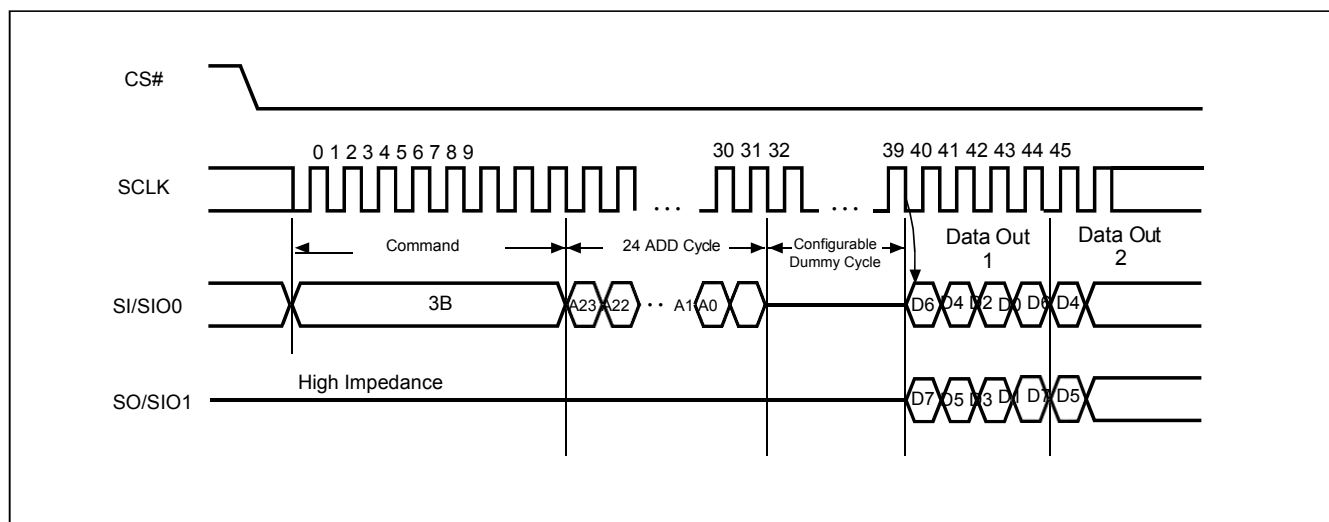 CS#
0 1 2 3 4 5 6 7 8 9 30 31 32 39 40 41 42 43 44 45
SCLK
... ...
Command 24 ADD Cycle Configurable Dummy Cycle Data Out 1 Data Out 2
SI/SIO0 3B A23 A22 ·· A1 A0 D6 D4 D2 D0 D6 D4
High Impedance
SO/SIO1 D7 D5 D3 D1 D7 D5